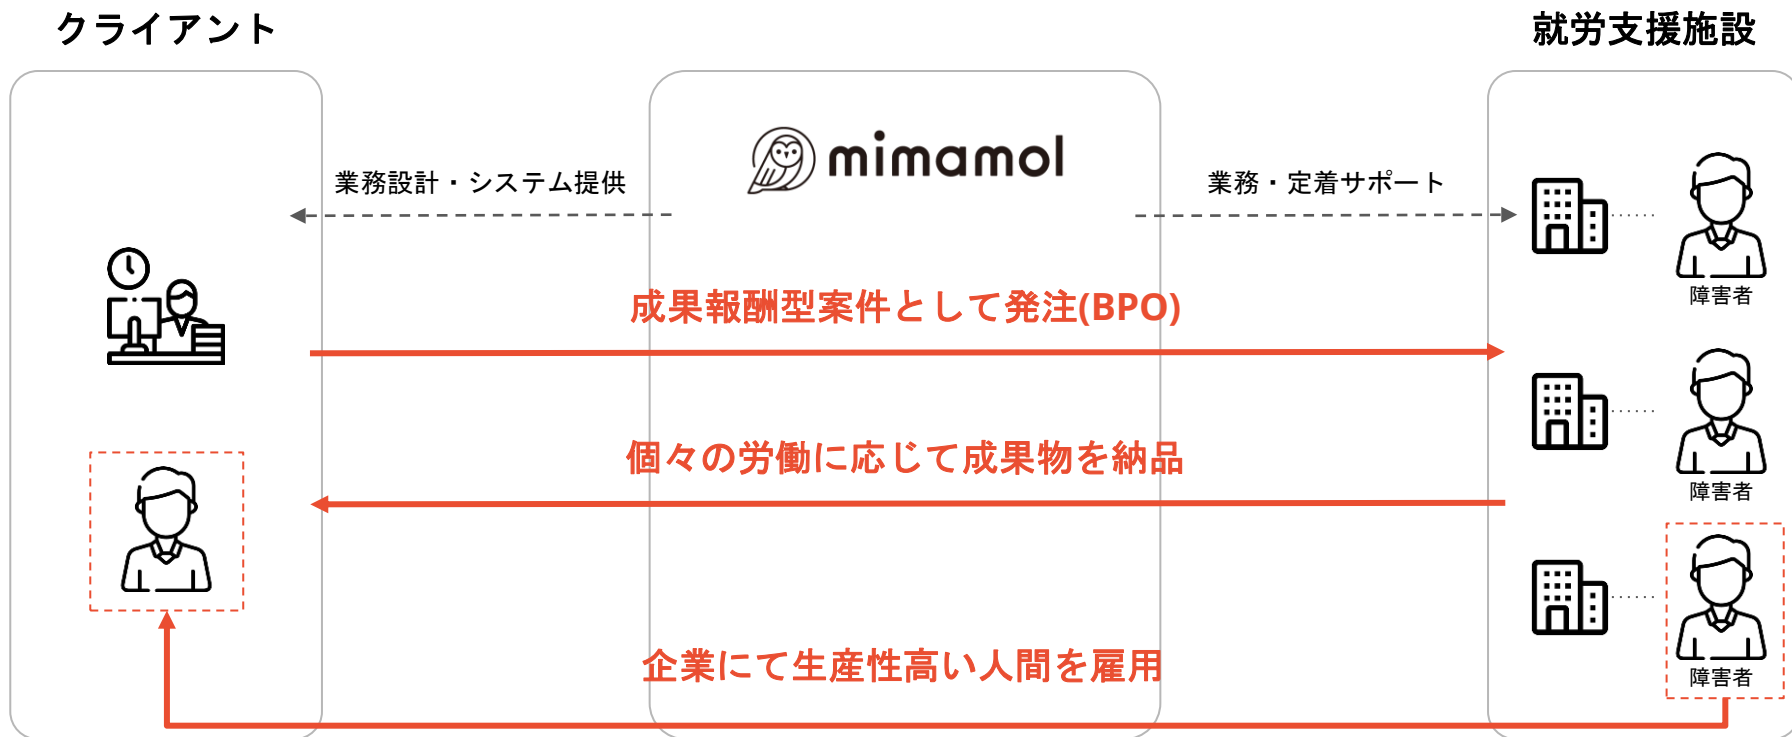 クライアント
就労支援施設
mimamol
業務設計・システム提供
業務・定着サポート
障害者
成果報酬型案件として発注(BPO)
個々の労働に応じて成果物を納品
障害者
企業にて生産性高い人間を雇用
障害者